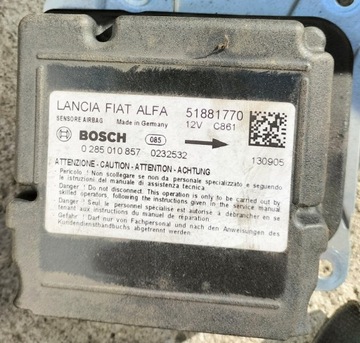 LANCIA FIAT ALFA 51881770
SENSORE AIRBAG Made in Germany 12V C861
BOSCH 085
0 285 010 857 0232532 130905
ATTENZIONE - CAUTION - ATTENTION - ACHTUNG
Pericolo ! Non scollegare se non da personale specializzato e seguendo
le istruzioni del manuale di assistenza tecnica
Danger ! Do not disconnect. This operation is only to be carried out by
skilled operators, following the instructions given in the service manual
Danger ! Seul, le personnel spécialisé est autorisé à débrancher en
suivant les instructions du manuel de réparation
Gefahr ! Darf nur von Fachpersonal und nach den Anweisungen des
Kundendiensthandbuchs abgetrennt werden